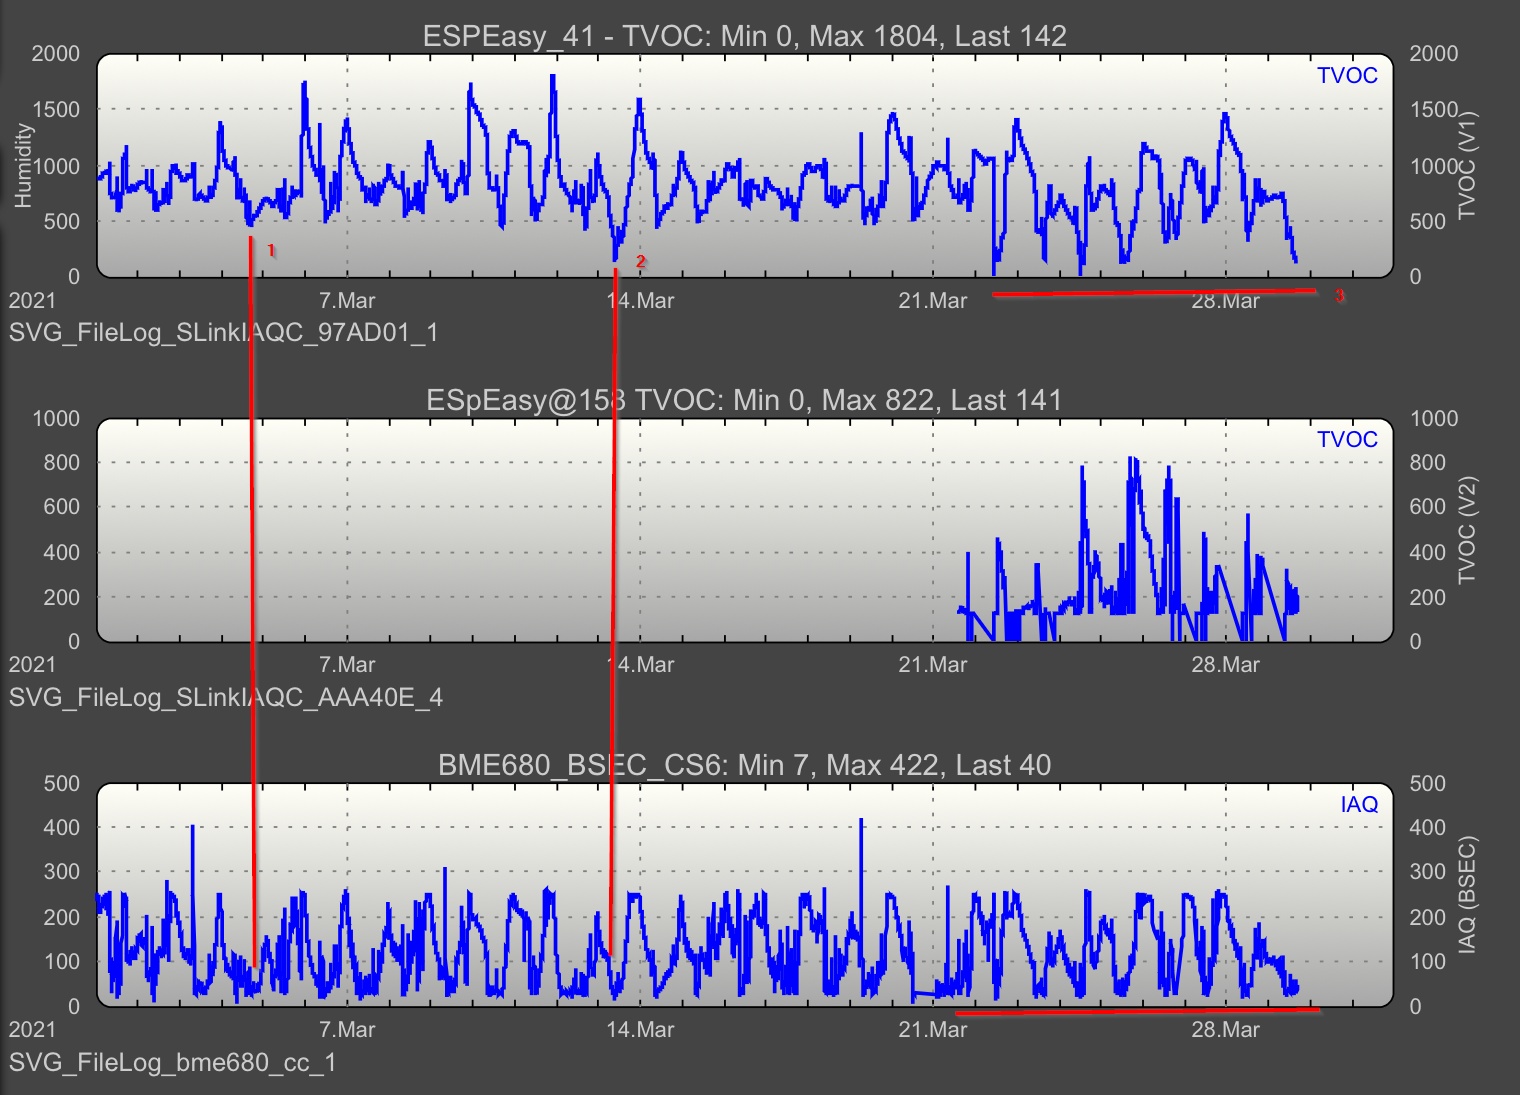 ESPEasy_41 - TVOC: Min 0, Max 1804, Last 142
2000 2000
TVOC
1500 1500
1000 1000
500 500
0 0
Humidity
TVOC (V1)
1
2
3
2021 7.Mar 14.Mar 21.Mar 28.Mar
SVG_FileLog_SLinkIAQC_97AD01_1
ESpEasy@158 TVOC: Min 0, Max 822, Last 141
1000 1000
TVOC
800 800
600 600
400 400
200 200
0 0
TVOC (V2)
2021 7.Mar 14.Mar 21.Mar 28.Mar
SVG_FileLog_SLinkIAQC_AAA40E_4
BME680_BSEC_CS6: Min 7, Max 422, Last 40
500 500
IAQ
400 400
300 300
200 200
100 100
0 0
IAQ (BSEC)
2021 7.Mar 14.Mar 21.Mar 28.Mar
SVG_FileLog_bme680_cc_1